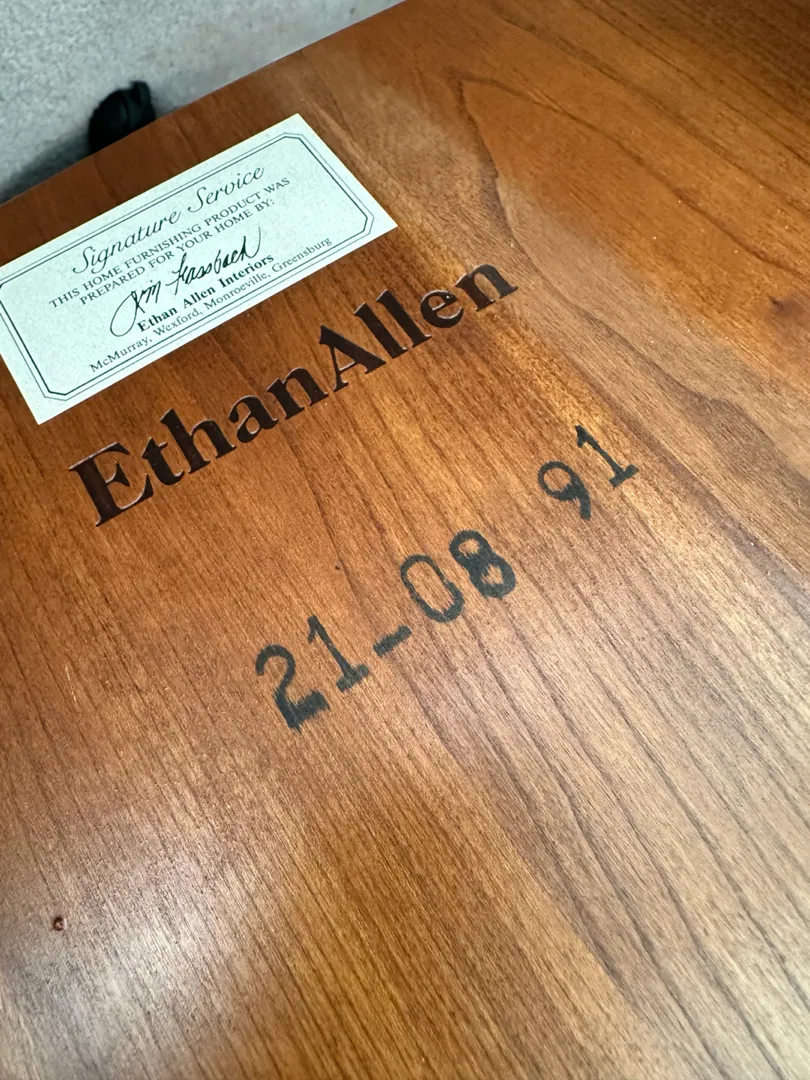 Signature Service
THIS HOME FURNISHING PRODUCT WAS
PREPARED FOR YOUR HOME BY:
Jim
Ethan Allen Interiors
McMurray, Wexford, Monroeville, Greensburg
EthanAllen
21-08 91